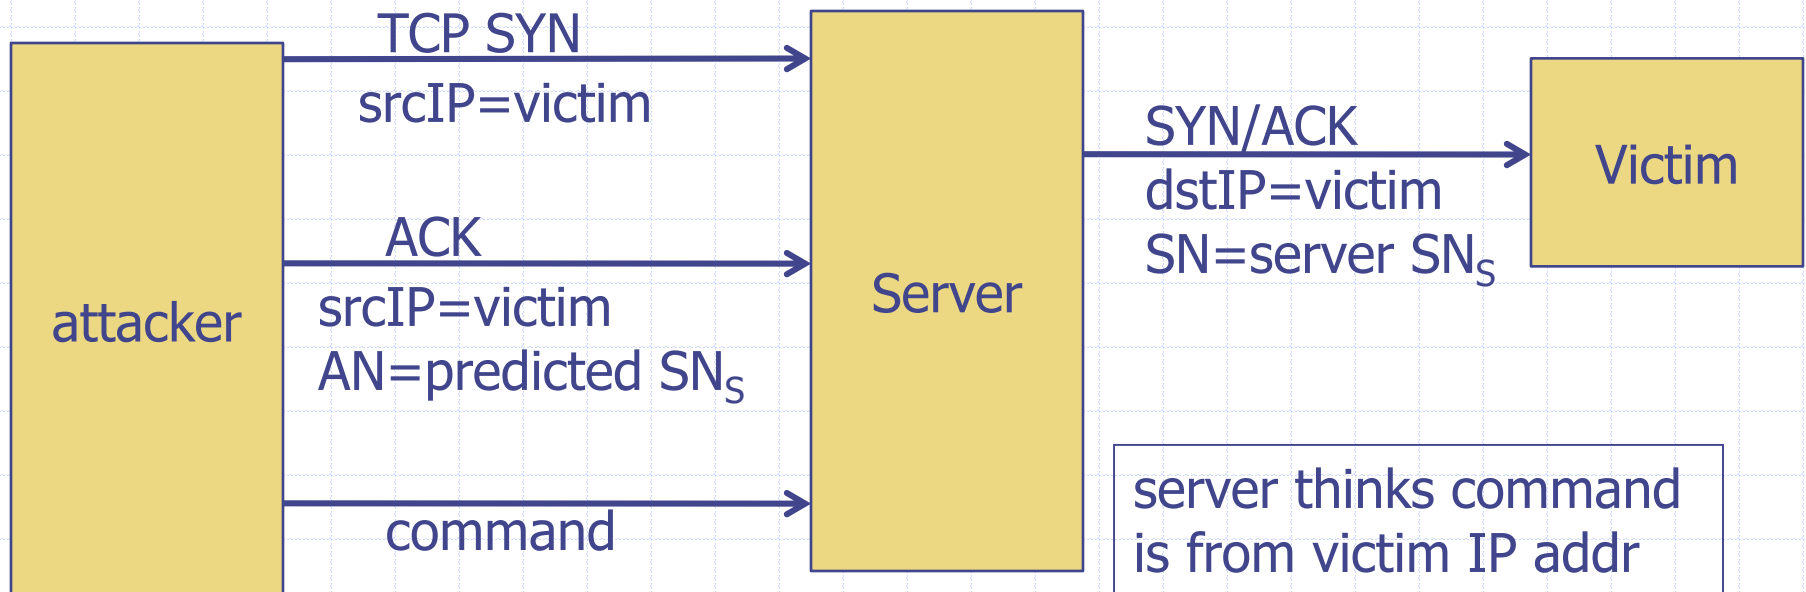 TCP SYN
srcIP=victim
SYN/ACK
dstIP=victim
SN=server SNS
Victim
ACK
srcIP=victim
AN=predicted SNS
attacker
Server
command
server thinks command
is from victim IP addr